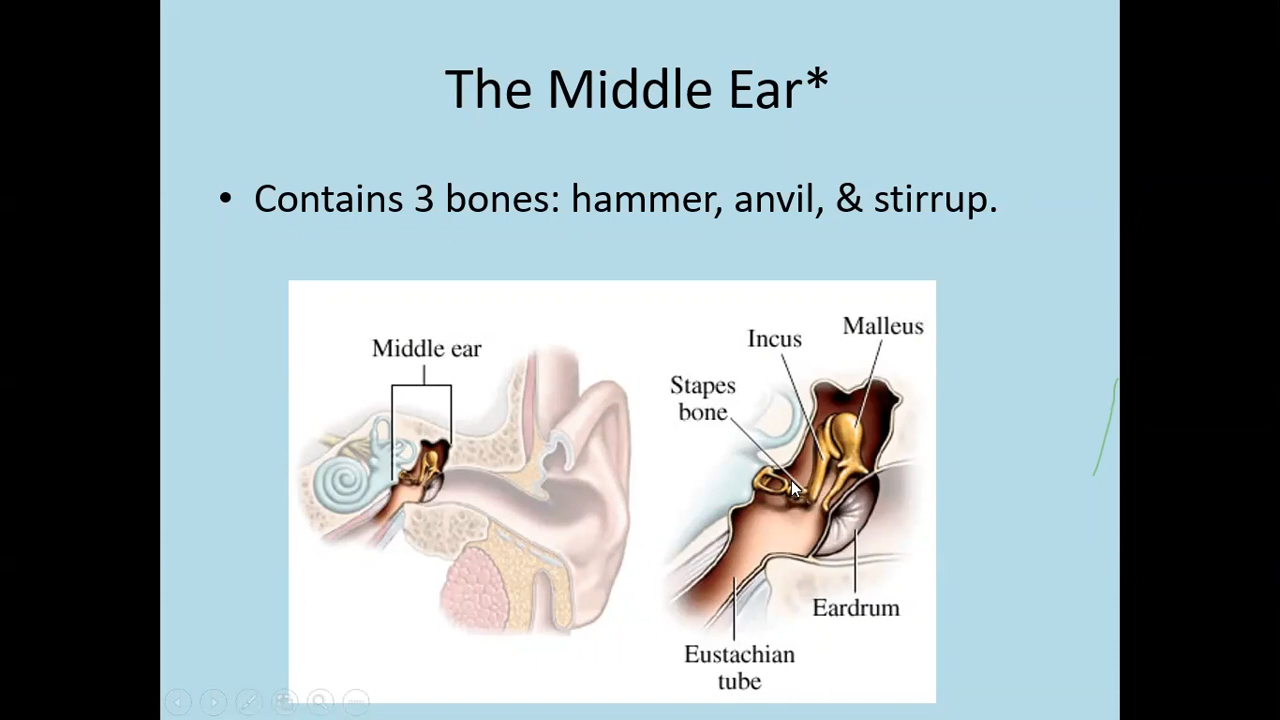 The Middle Ear*
• Contains 3 bones: hammer, anvil, & stirrup.
Middle ear
Incus
Malleus
Stapes
bone
Eardrum
Eustachian
tube